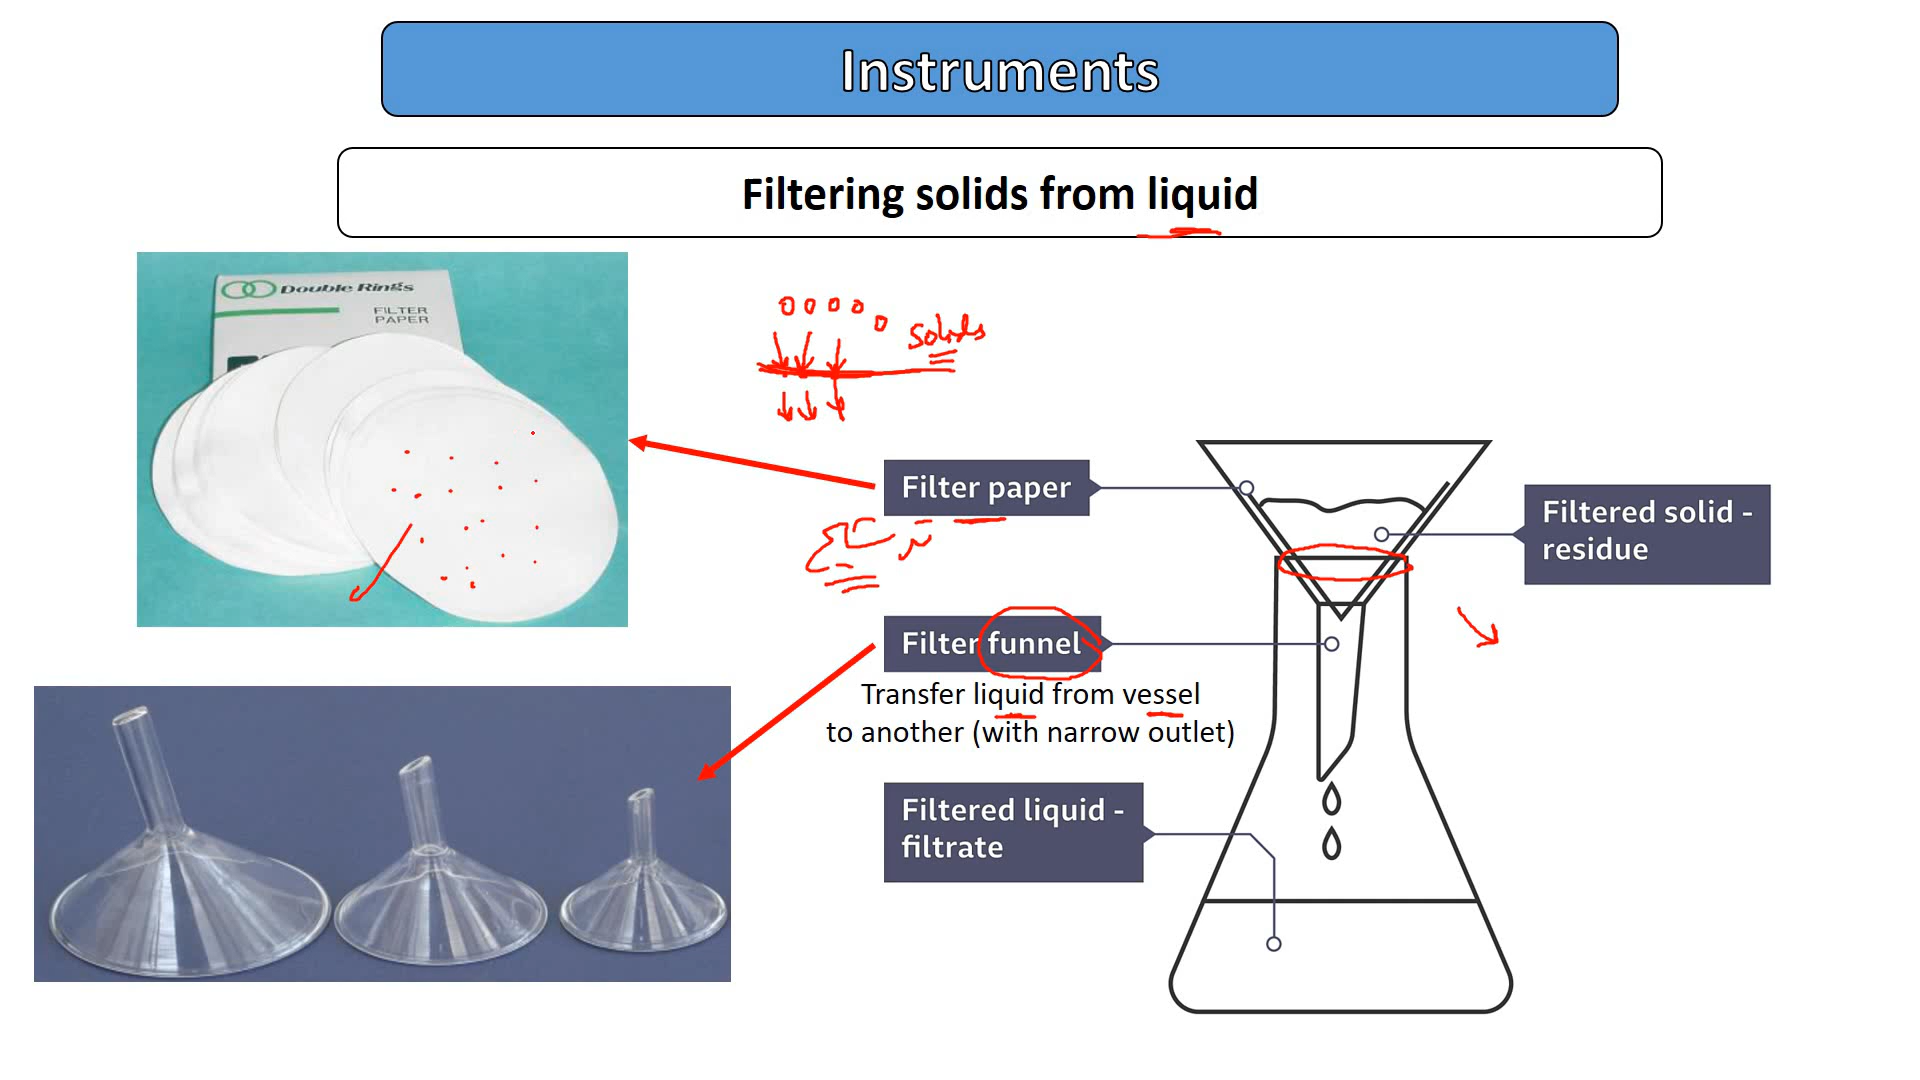 Instruments
Filtering solids from liquid
Double Rings
FILTER
PAPER
solids
Filter paper
Filtered solid -
residue
Filter funnel
Transfer liquid from vessel
to another (with narrow outlet)
Filtered liquid -
filtrate